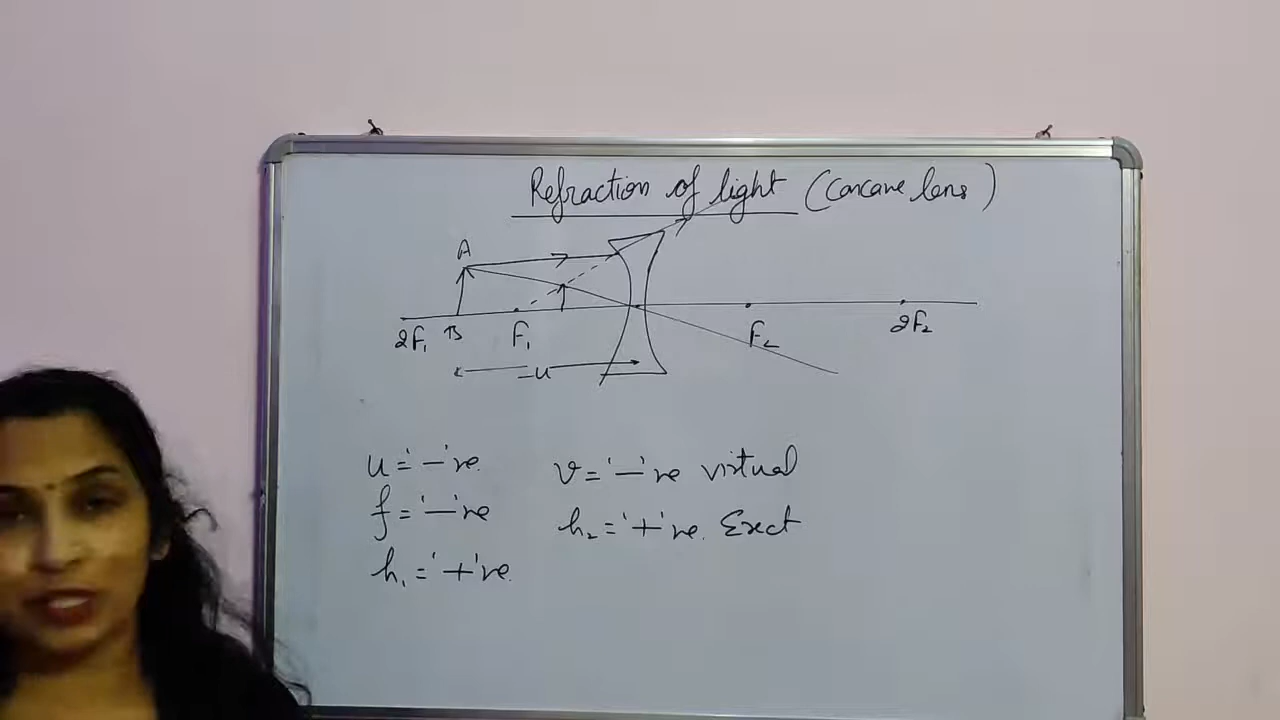 Refraction of light (Concave lens)
A
2F₁ B F₁ F₂ 2F₂
-u
u = '-'ve. v = '-'ve virtual
f = '-'ve h₂ = '+'ve. Erect
h₁ = '+'ve.